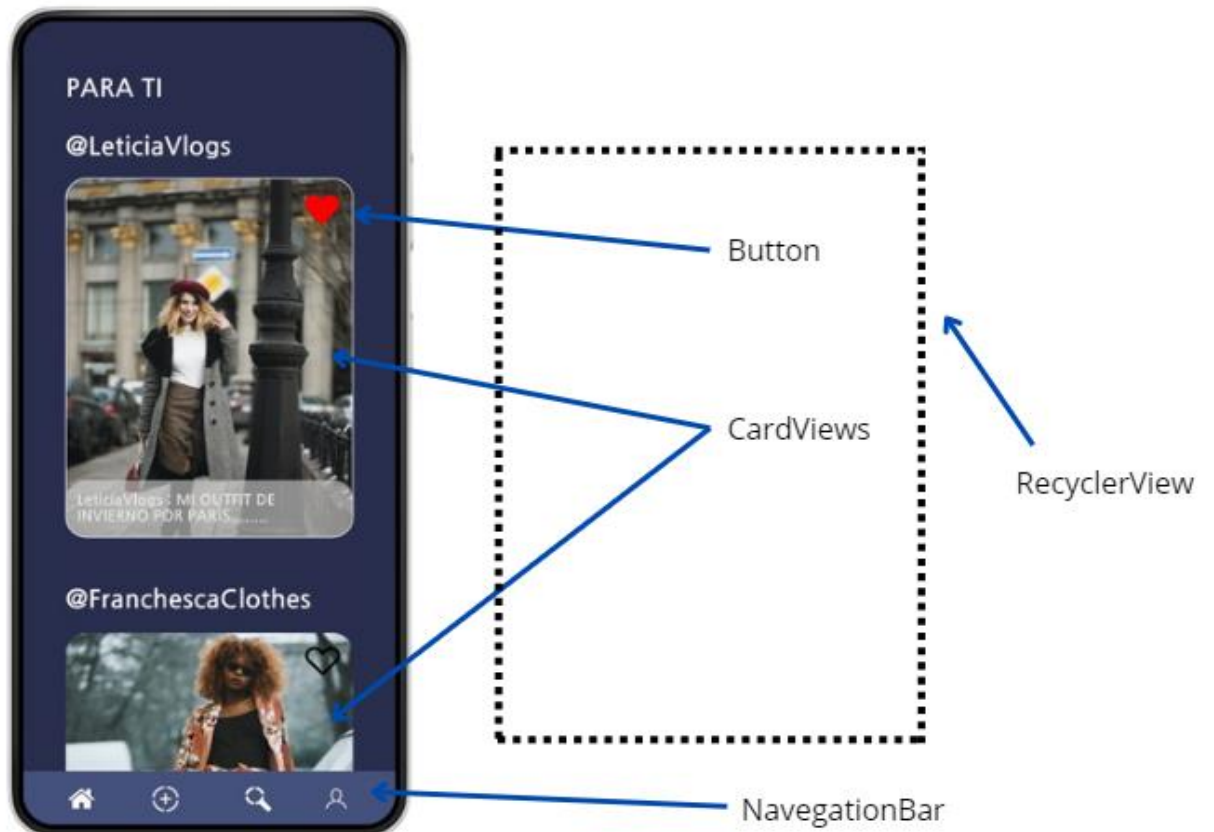 PARA TI
@LeticiaVlogs
LeticiaVlogs : MI OUTFIT DE
INVIERNO POR PARIS........
@FranchescaClothes
Button
CardViews
RecyclerView
NavegationBar